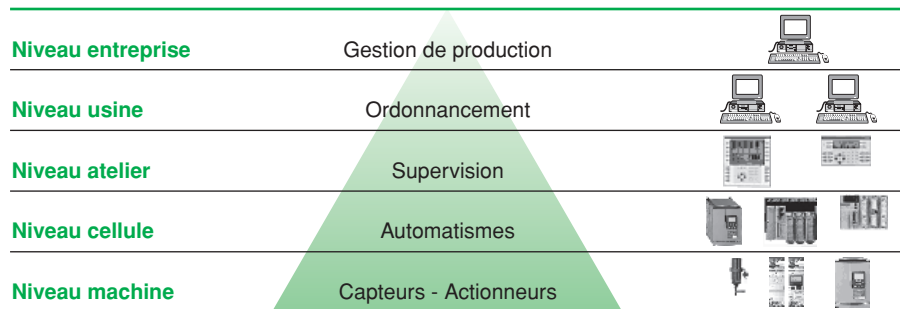 Niveau entreprise Gestion de production
Niveau usine Ordonnancement
Niveau atelier Supervision
Niveau cellule Automatismes
Niveau machine Capteurs - Actionneurs